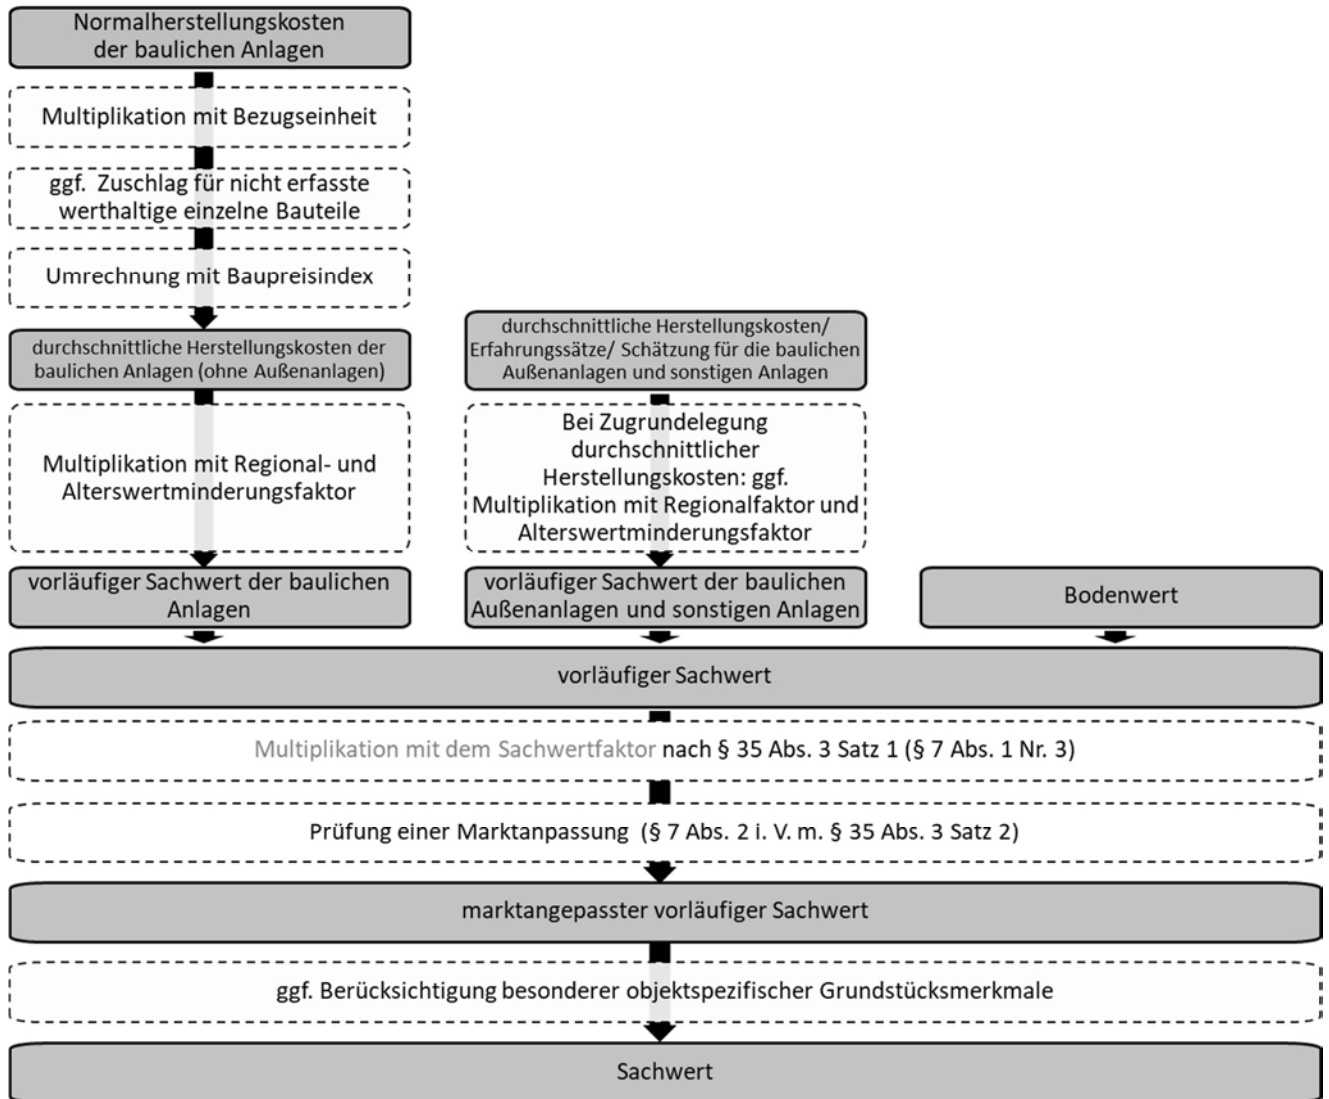 Normalherstellungskosten
der baulichen Anlagen
Multiplikation mit Bezugseinheit
ggf. Zuschlag für nicht erfasste
werthaltige einzelne Bauteile
Umrechnung mit Baupreisindex
durchschnittliche Herstellungskosten der
baulichen Anlagen (ohne Außenanlagen)
durchschnittliche Herstellungskosten/
Erfahrungssätze/ Schätzung für die baulichen
Außenanlagen und sonstigen Anlagen
Multiplikation mit Regional- und
Alterswertminderungsfaktor
Bei Zugrundelegung
durchschnittlicher
Herstellungskosten: ggf.
Multiplikation mit Regionalfaktor und
Alterswertminderungsfaktor
vorläufiger Sachwert der baulichen
Anlagen
vorläufiger Sachwert der baulichen
Außenanlagen und sonstigen Anlagen
Bodenwert
vorläufiger Sachwert
Multiplikation mit dem Sachwertfaktor nach § 35 Abs. 3 Satz 1 (§ 7 Abs. 1 Nr. 3)
Prüfung einer Marktanpassung (§ 7 Abs. 2 i. V. m. § 35 Abs. 3 Satz 2)
marktangepasster vorläufiger Sachwert
ggf. Berücksichtigung besonderer objektspezifischer Grundstücksmerkmale
Sachwert